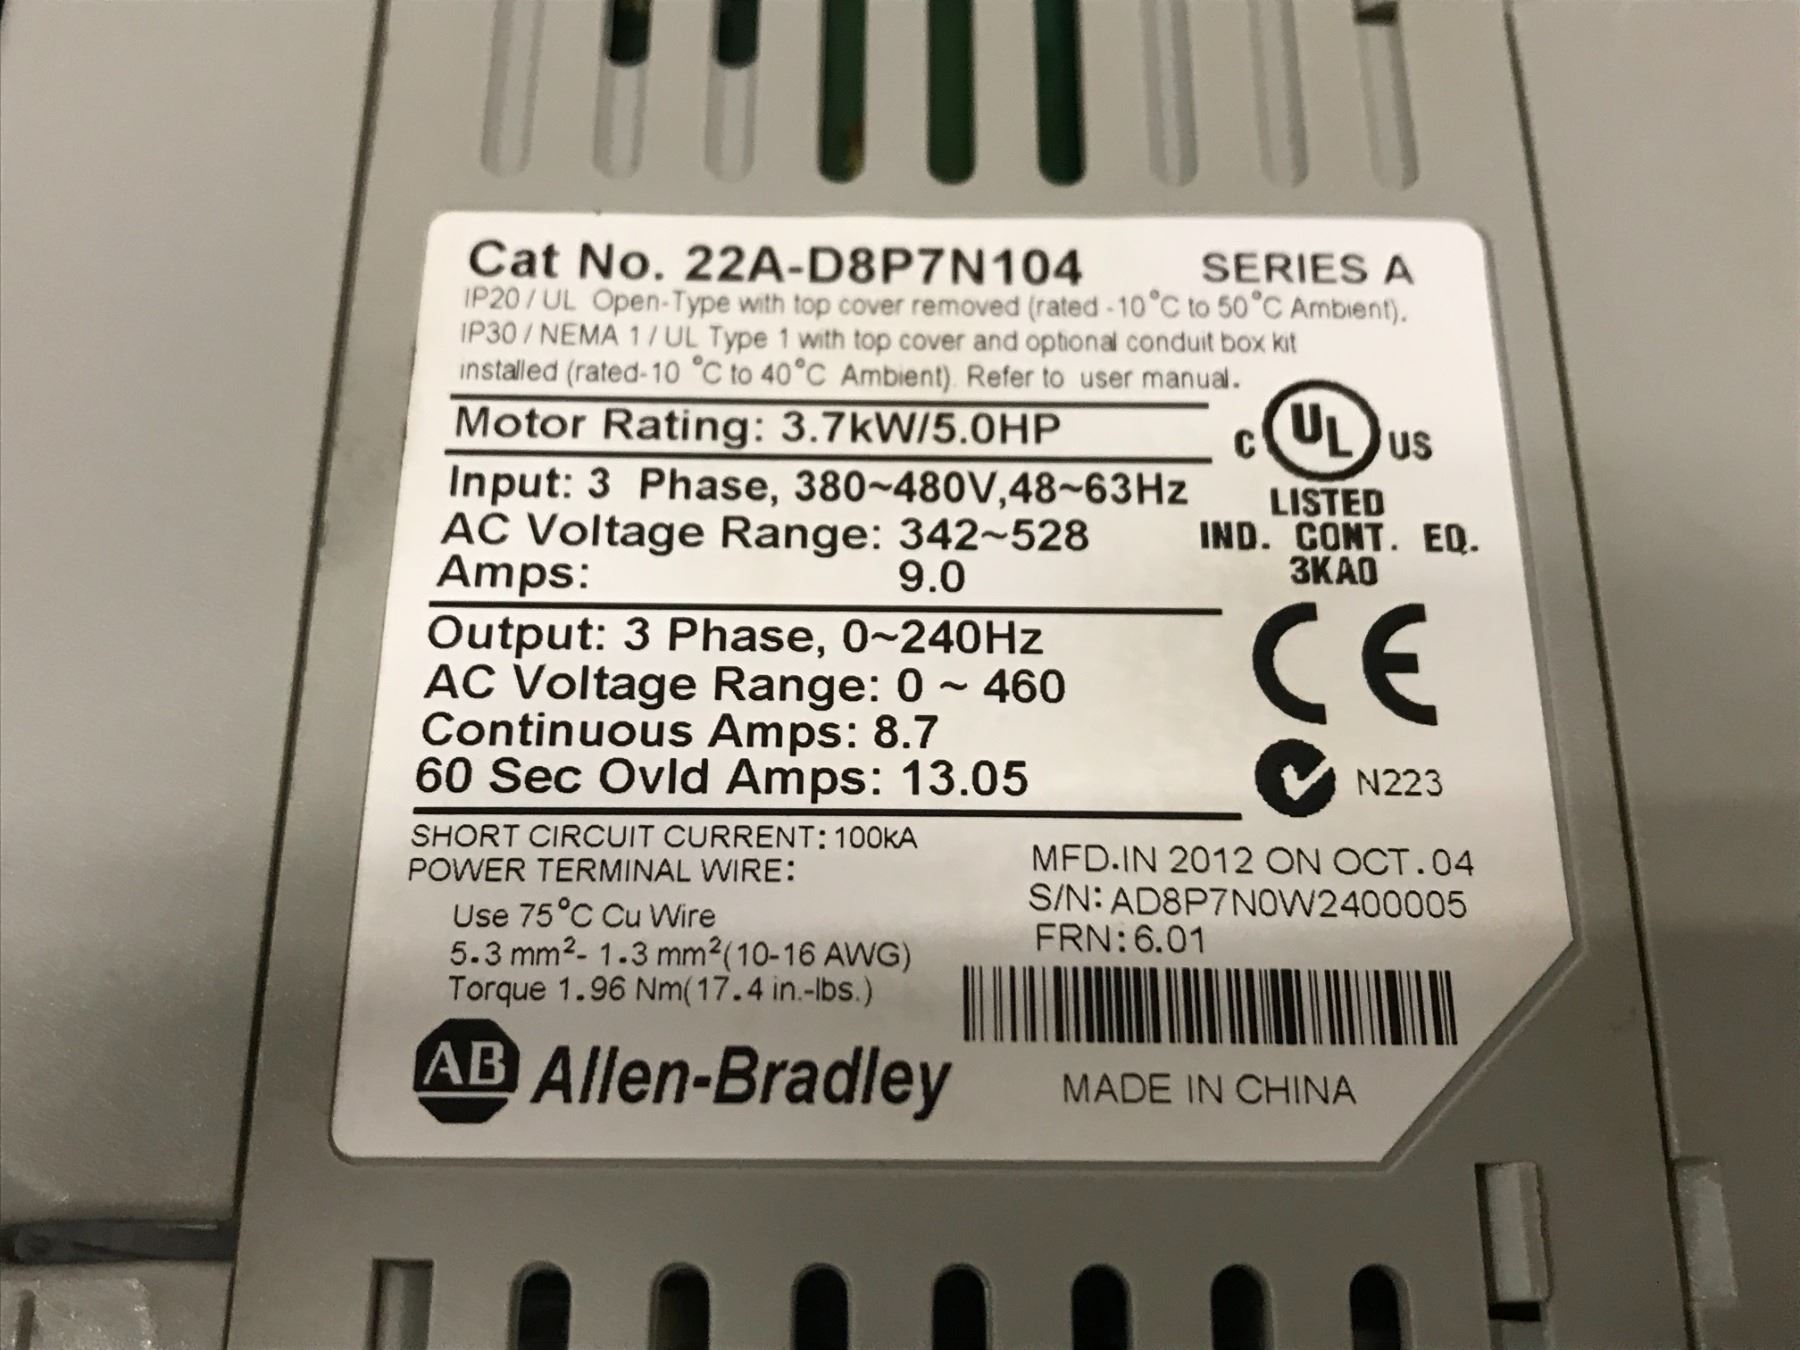 Cat No. 22A-D8P7N104 SERIES A
IP20 / UL Open-Type with top cover removed (rated -10°C to 50°C Ambient).
IP30 / NEMA 1 / UL Type 1 with top cover and optional conduit box kit
installed (rated-10 °C to 40°C Ambient). Refer to user manual.
Motor Rating: 3.7kW/5.0HP
C UL US
Input: 3 Phase, 380~480V,48~63Hz
LISTED
AC Voltage Range: 342~528
IND. CONT. EQ.
Amps: 9.0
3KA0
Output: 3 Phase, 0~240Hz
CE
AC Voltage Range: 0 ~ 460
Continuous Amps: 8.7
60 Sec Ovld Amps: 13.05
N223
SHORT CIRCUIT CURRENT: 100kA
POWER TERMINAL WIRE:
Use 75°C Cu Wire
5.3 mm²- 1.3 mm²(10-16 AWG)
Torque 1.96 Nm(17.4 in.-lbs.)
MFD.IN 2012 ON OCT.04
S/N: AD8P7N0W2400005
FRN: 6.01
AB Allen-Bradley
MADE IN CHINA